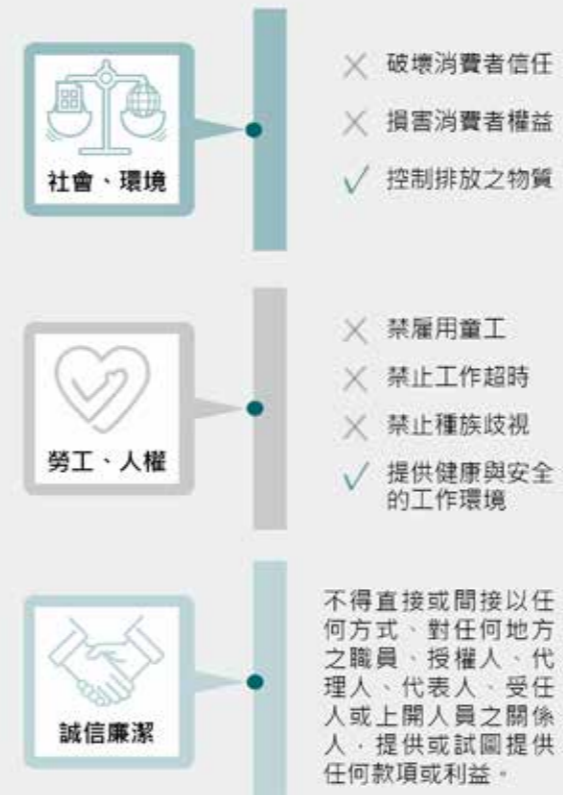 社會、環境
破壞消費者信任
損害消費者權益
控制排放之物質
勞工、人權
禁雇用童工
禁止工作超時
禁止種族歧視
提供健康與安全
的工作環境
誠信廉潔
不得直接或間接以任
何方式、對任何地方
之職員、授權人、代
理人、代表人、受任
人或上開人員之關係
人，提供或試圖提供
任何款項或利益。